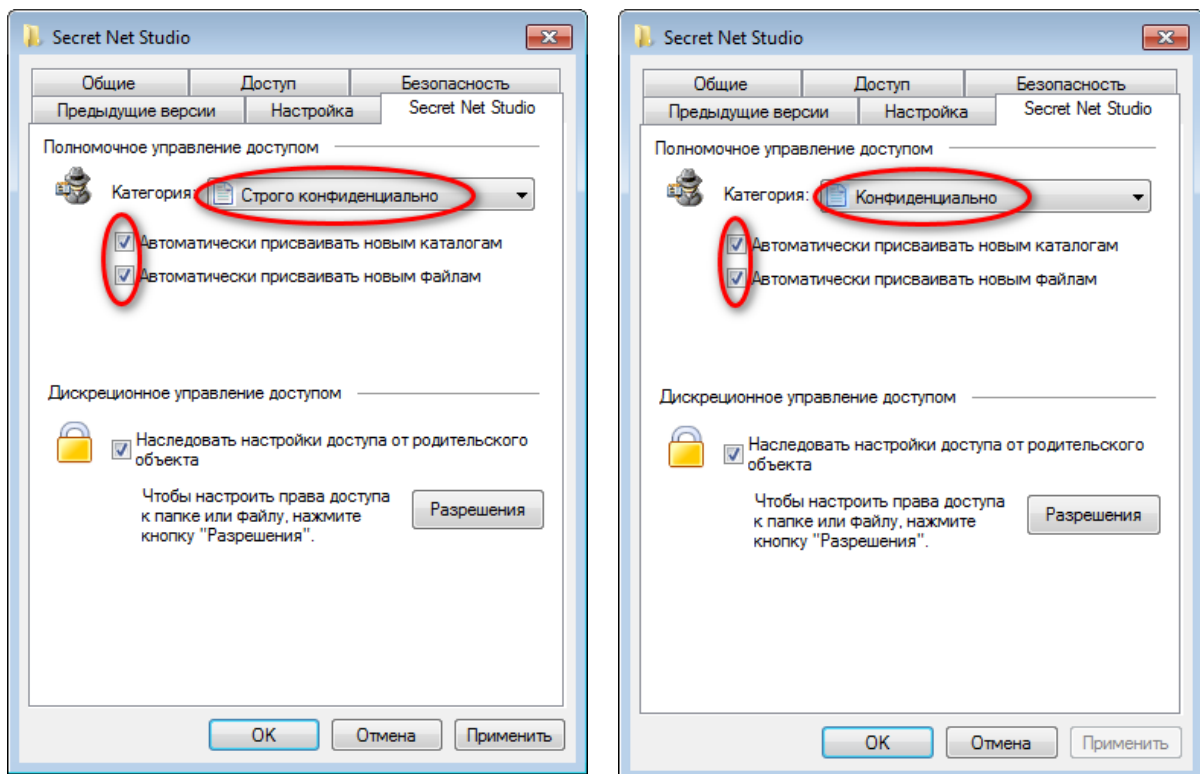 Secret Net Studio
Общие Доступ Безопасность
Предыдущие версии Настройка Secret Net Studio
Полномочное управление доступом
Категория: Строго конфиденциально
Автоматически присваивать новым каталогам
Автоматически присваивать новым файлам
Дискреционное управление доступом
Наследовать настройки доступа от родительского
объекта
Чтобы настроить права доступа
к папке или файлу, нажмите
кнопку "Разрешения".
Разрешения
OK Отмена Применить
Secret Net Studio
Общие Доступ Безопасность
Предыдущие версии Настройка Secret Net Studio
Полномочное управление доступом
Категория: Конфиденциально
Автоматически присваивать новым каталогам
Автоматически присваивать новым файлам
Дискреционное управление доступом
Наследовать настройки доступа от родительского
объекта
Чтобы настроить права доступа
к папке или файлу, нажмите
кнопку "Разрешения".
Разрешения
OK Отмена Применить